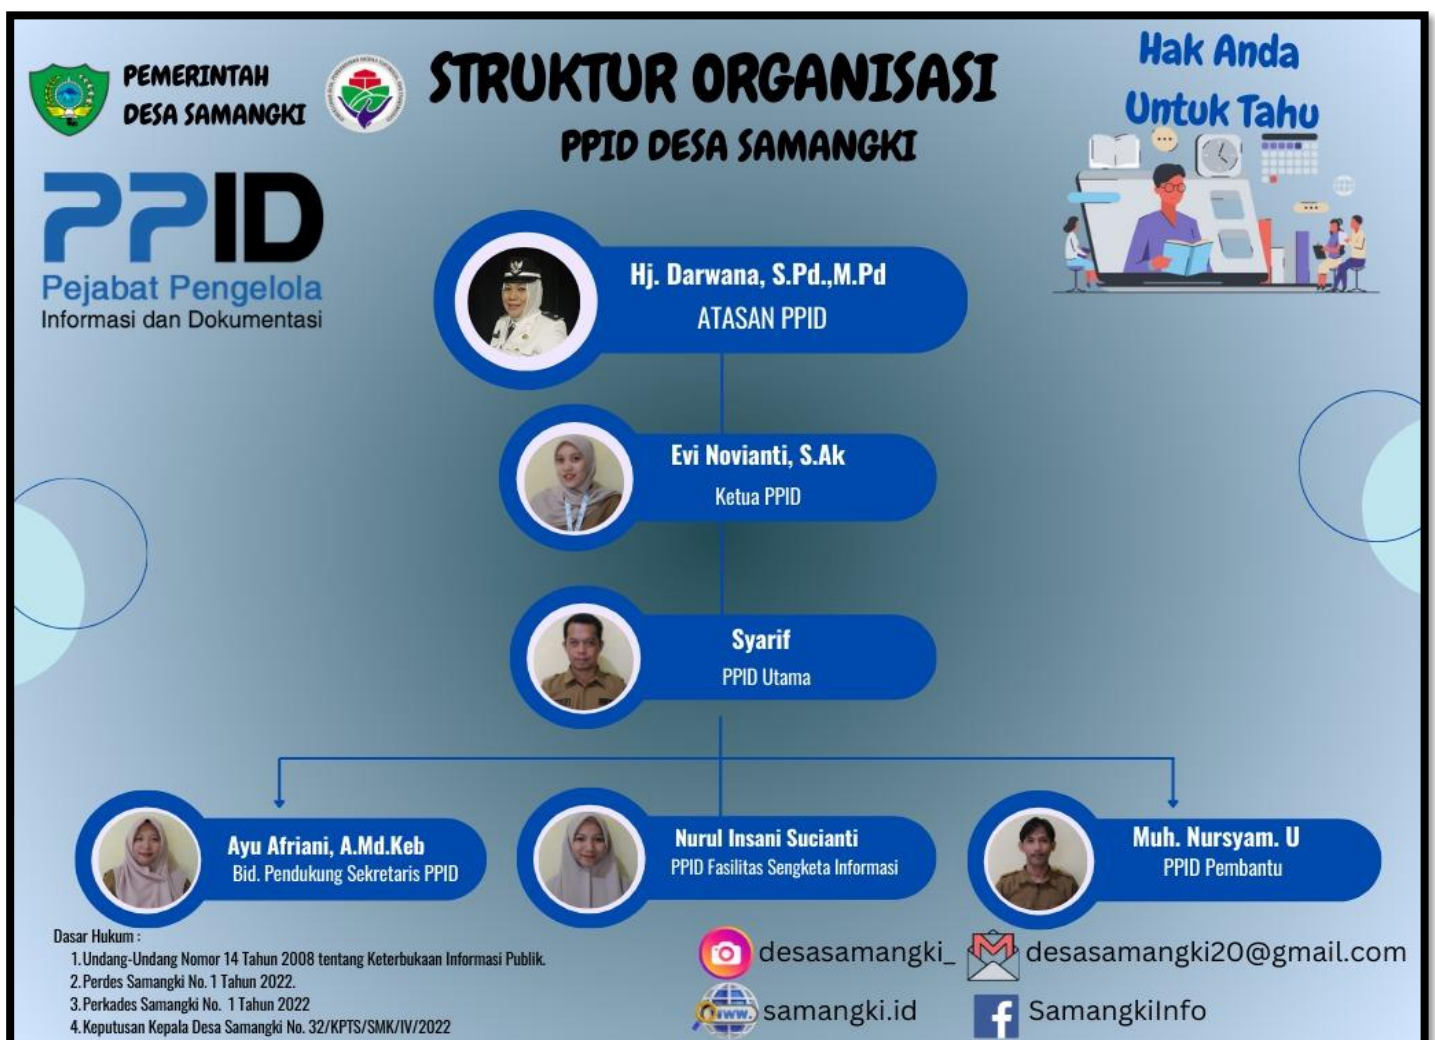 PEMERINTAH
DESA SAMANGKI
STRUKTUR ORGANISASI
PPID DESA SAMANGKI
Hak Anda
Untuk Tahu
PPID
Pejabat Pengelola
Informasi dan Dokumentasi
Hj. Darwana, S.Pd.,M.Pd
ATASAN PPID
Evi Novianti, S.Ak
Ketua PPID
Syarif
PPID Utama
Ayu Afriani, A.Md.Keb
Bid. Pendukung Sekretaris PPID
Nurul Insani Sucianti
PPID Fasilitas Sengketa Informasi
Muh. Nursyam. U
PPID Pembantu
Dasar Hukum :
1.Undang-Undang Nomor 14 Tahun 2008 tentang Keterbukaan Informasi Publik.
2.Perdes Samangki No. 1 Tahun 2022.
3.Perkades Samangki No. 1 Tahun 2022
4.Keputusan Kepala Desa Samangki No. 32/KPTS/SMK/IV/2022
desasamangki_
desasamangki20@gmail.com
www.
samangki.id
SamangkiInfo